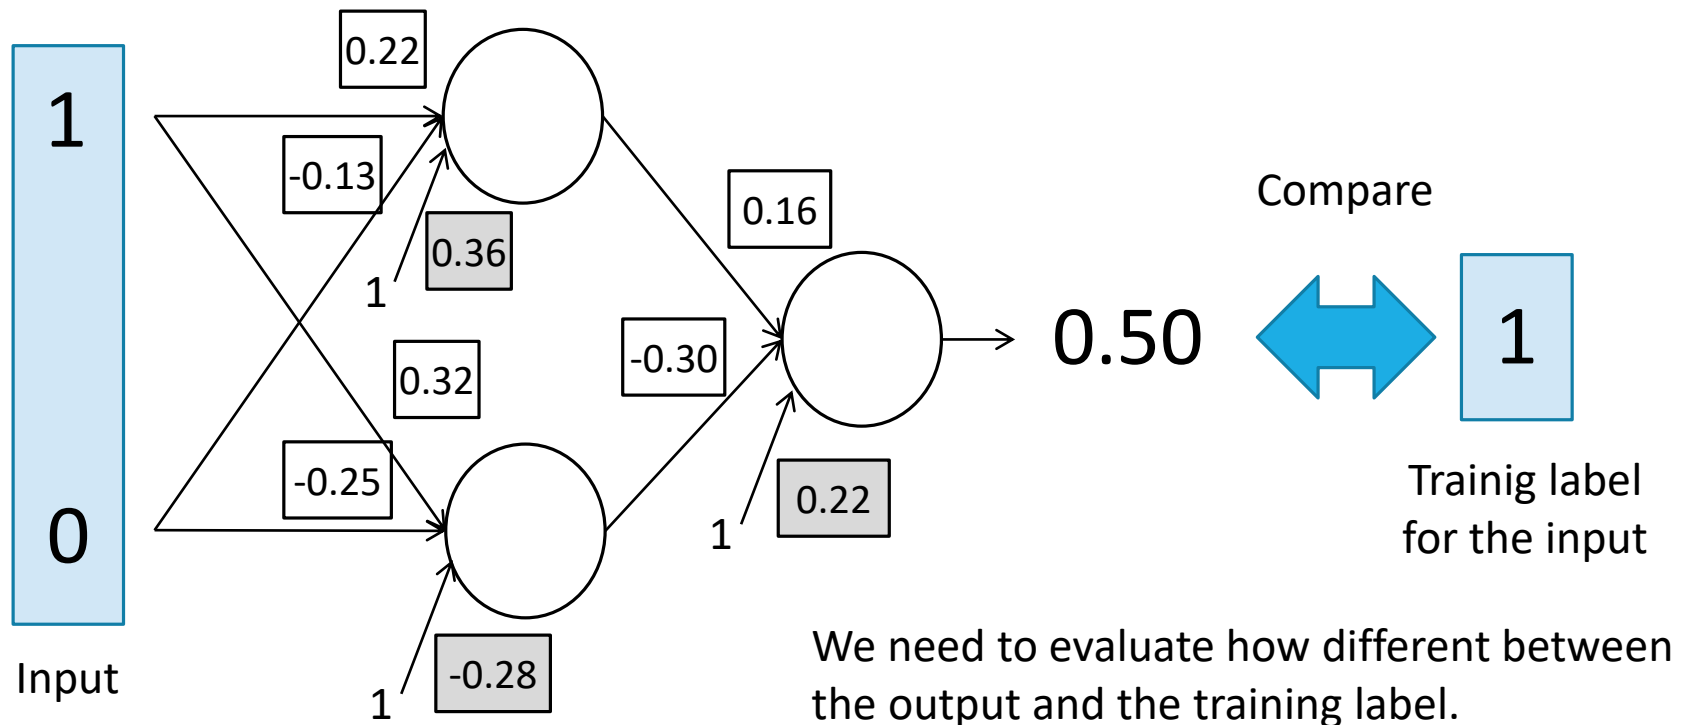 1
0
Input
0.22
-0.13
0.36
1
0.32
-0.25
-0.28
1
0.16
-0.30
0.22
1
0.50
Compare
1
Trainig label
for the input
We need to evaluate how different between
the output and the training label.